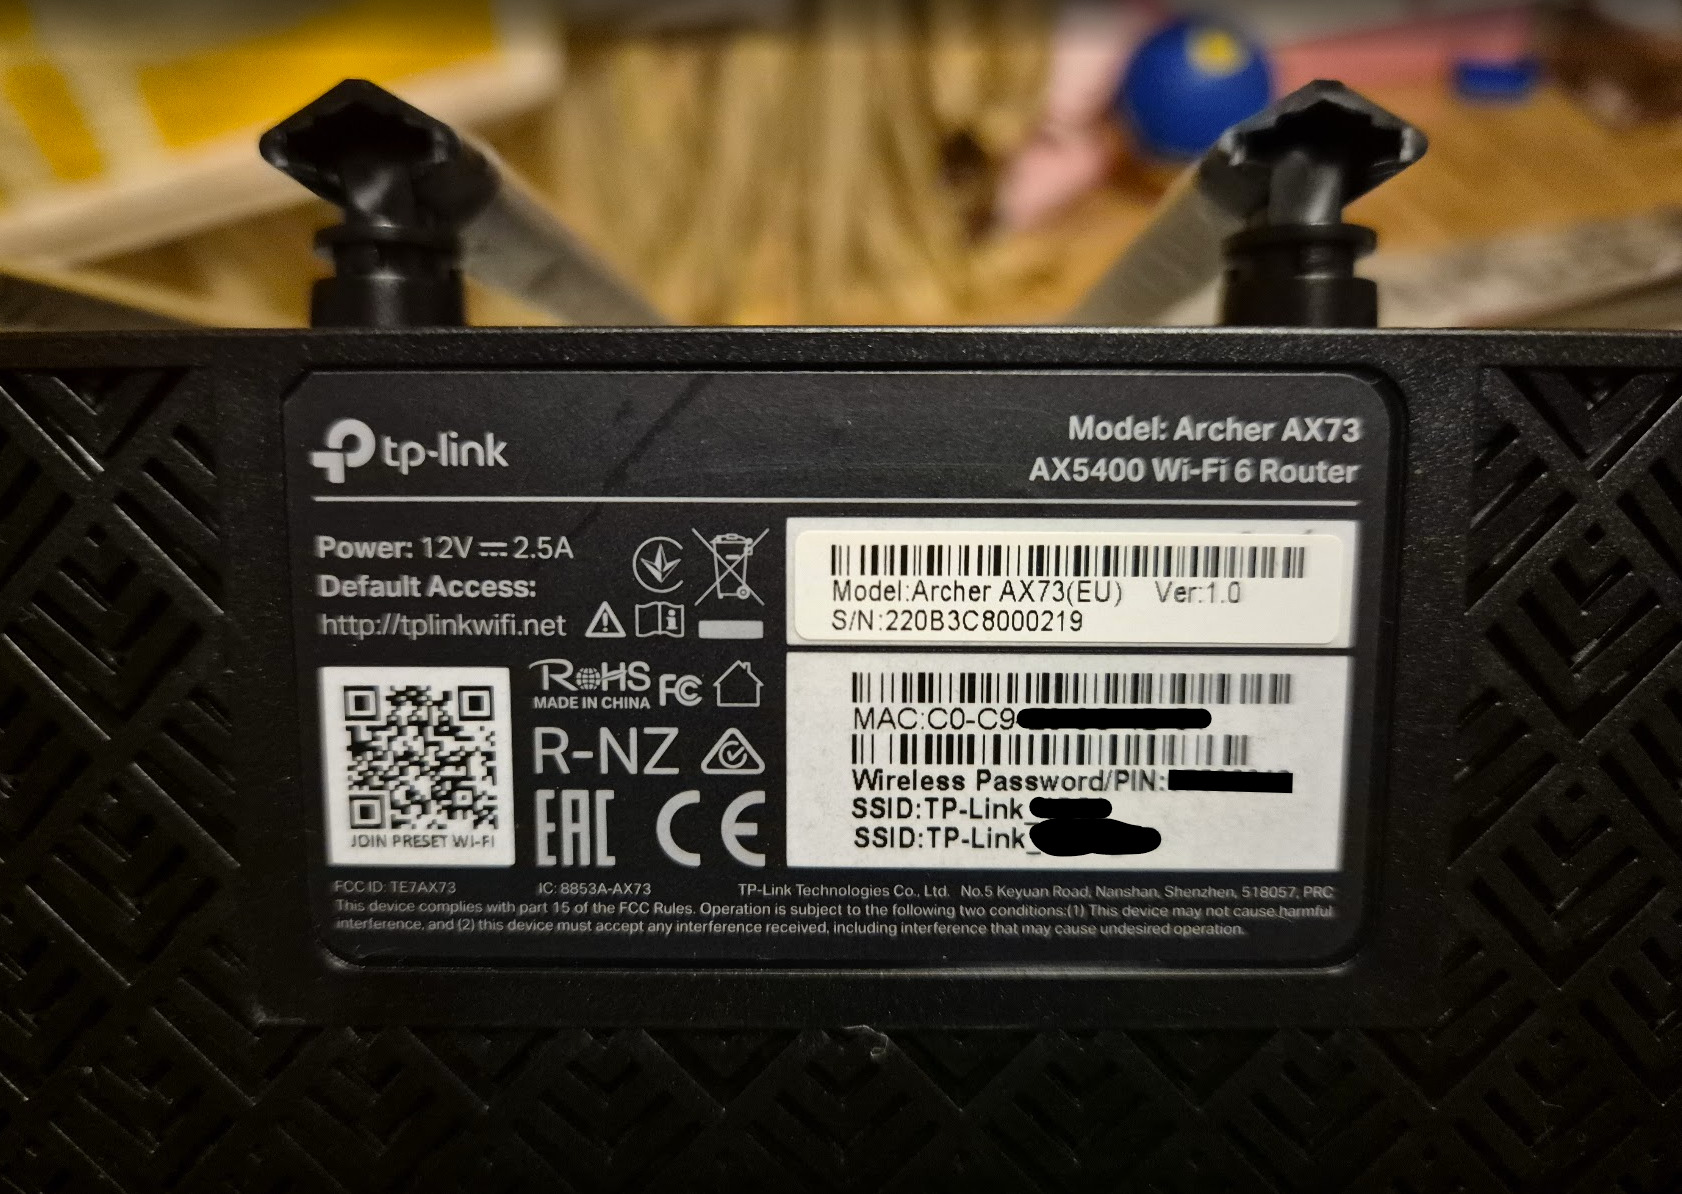 tp-link
Model: Archer AX73
AX5400 Wi-Fi 6 Router
Power: 12V 2.5A
Default Access:
http://tplinkwifi.net
Model:Archer AX73(EU) Ver:1.0
S/N:220B3C8000219
RoHS
MADE IN CHINA
FC
R-NZ
EAC
CE
JOIN PRESET WI-FI
MAC:C0-C9
Wireless Password/PIN:
SSID:TP-Link_
SSID:TP-Link_
FCC ID: TE7AX73 IC: 8853A-AX73 TP-Link Technologies Co., Ltd. No.5 Keyuan Road, Nanshan, Shenzhen, 518057, PRC
This device complies with part 15 of the FCC Rules. Operation is subject to the following two conditions:(1) This device may not cause harmful
interference, and (2) this device must accept any interference received, including interference that may cause undesired operation.